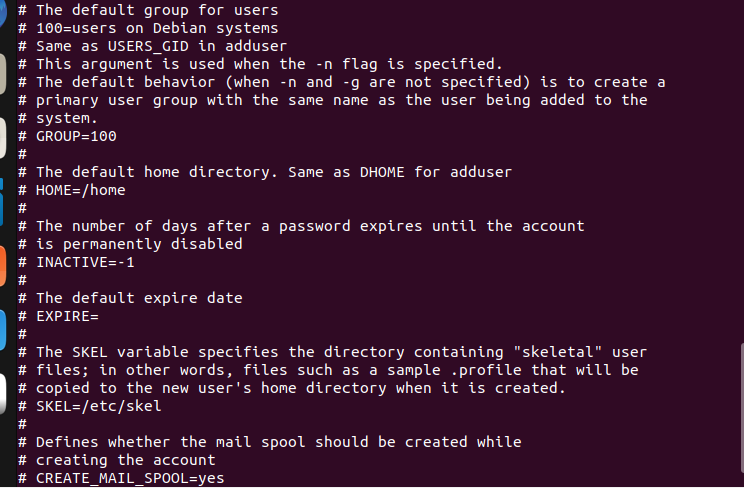 # The default group for users
# 100=users on Debian systems
# Same as USERS_GID in adduser
# This argument is used when the -n flag is specified.
# The default behavior (when -n and -g are not specified) is to create a
# primary user group with the same name as the user being added to the
# system.
# GROUP=100
#
# The default home directory. Same as DHOME for adduser
# HOME=/home
#
# The number of days after a password expires until the account
# is permanently disabled
# INACTIVE=-1
#
# The default expire date
# EXPIRE=
#
# The SKEL variable specifies the directory containing "skeletal" user
# files; in other words, files such as a sample .profile that will be
# copied to the new user's home directory when it is created.
# SKEL=/etc/skel
#
# Defines whether the mail spool should be created while
# creating the account
# CREATE_MAIL_SPOOL=yes